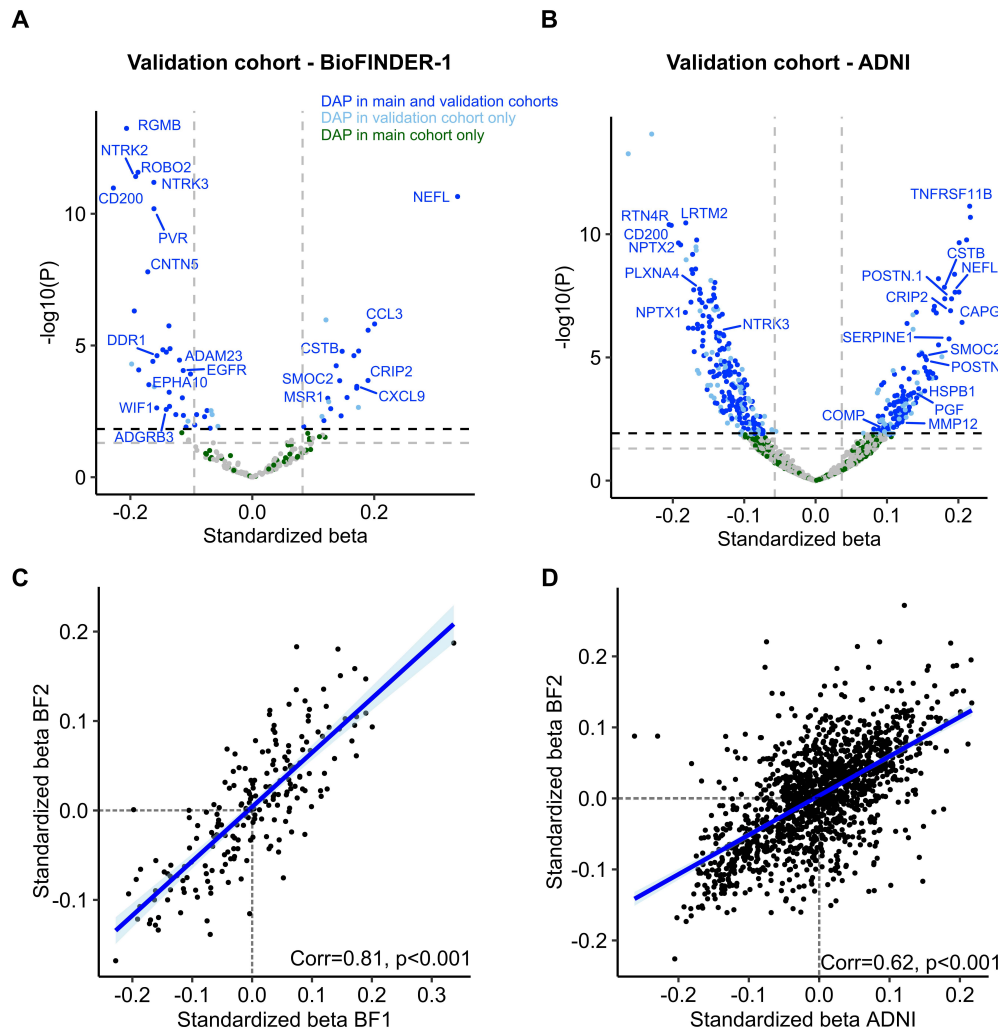 A
Validation cohort - BioFINDER-1
DAP in main and validation cohorts
DAP in validation cohort only
DAP in main cohort only
RGMB
NTRK2
ROBO2
NTRK3
CD200
NEFL
PVR
CNTN5
CCL3
DDR1
ADAM23
CSTB
EGFR
EPHA10
SMOC2
CRIP2
MSR1
CXCL9
WIF1
ADGRB3
10
5
0
-log10(P)
-0.2
0.0
0.2
Standardized beta
B
Validation cohort - ADNI
TNFRSF11B
RTN4R
LRTM2
CD200
NPTX2
CSTB
PLXNA4
POSTN.1
NEFL
CRIP2
CAPG
NPTX1
NTRK3
SERPINE1
SMOC2
POSTN
HSPB1
COMP
PGF
MMP12
10
5
0
-log10(P)
-0.2
-0.1
0.0
0.1
0.2
Standardized beta
C
0.2
0.1
0.0
-0.1
Standardized beta BF2
Corr=0.81, p<0.001
-0.2
-0.1
0.0
0.1
0.2
0.3
Standardized beta BF1
D
0.2
0.1
0.0
-0.1
-0.2
Standardized beta BF2
Corr=0.62, p<0.001
-0.2
-0.1
0.0
0.1
0.2
Standardized beta ADNI